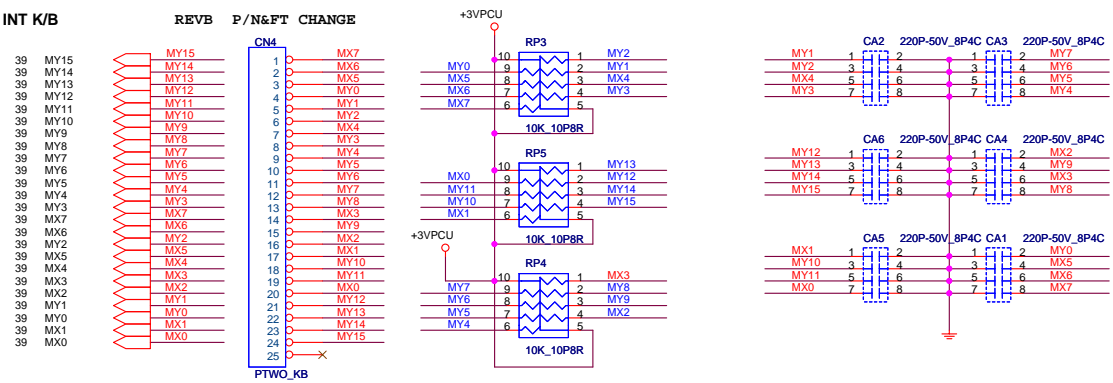 INT K/B
REVB P/N&FT CHANGE
39 MY15 MY15
39 MY14 MY14
39 MY13 MY13
39 MY12 MY12
39 MY11 MY11
39 MY10 MY10
39 MY9 MY9
39 MY8 MY8
39 MY7 MY7
39 MY6 MY6
39 MY5 MY5
39 MY4 MY4
39 MY3 MY3
39 MX7 MX7
39 MX6 MX6
39 MY2 MY2
39 MX5 MX5
39 MX4 MX4
39 MX3 MX3
39 MX2 MX2
39 MY1 MY1
39 MY0 MY0
39 MX1 MX1
39 MX0 MX0
CN4
1 MX7
2 MX6
3 MX5
4 MY0
5 MY1
6 MY2
7 MX4
8 MY3
9 MY4
10 MY5
11 MY6
12 MY7
13 MY8
14 MX3
15 MY9
16 MX2
17 MX1
18 MY10
19 MY11
20 MX0
21 MY12
22 MY13
23 MY14
24 MY15
25
PTWO_KB
+3VPCU
RP3
10 1 MY2
MY0 9 2 MY1
MX5 8 3 MX4
MX6 7 4 MY3
MX7 6 5
10K_10P8R
RP5
10 1 MY13
MX0 9 2 MY12
MY11 8 3 MY14
MY10 7 4 MY15
MX1 6 5
10K_10P8R
+3VPCU
RP4
10 1 MX3
MY7 9 2 MY8
MY6 8 3 MY9
MY5 7 4 MX2
MY4 6 5
10K_10P8R
CA2 220P-50V_8P4C CA3 220P-50V_8P4C
MY1 1 2 1 2 MY7
MY2 3 4 3 4 MY6
MX4 5 6 5 6 MY5
MY3 7 8 7 8 MY4
CA6 220P-50V_8P4C CA4 220P-50V_8P4C
MY12 1 2 1 2 MX2
MY13 3 4 3 4 MY9
MY14 5 6 5 6 MX3
MY15 7 8 7 8 MY8
CA5 220P-50V_8P4C CA1 220P-50V_8P4C
MX1 1 2 1 2 MY0
MY10 3 4 3 4 MX5
MY11 5 6 5 6 MX6
MX0 7 8 7 8 MX7